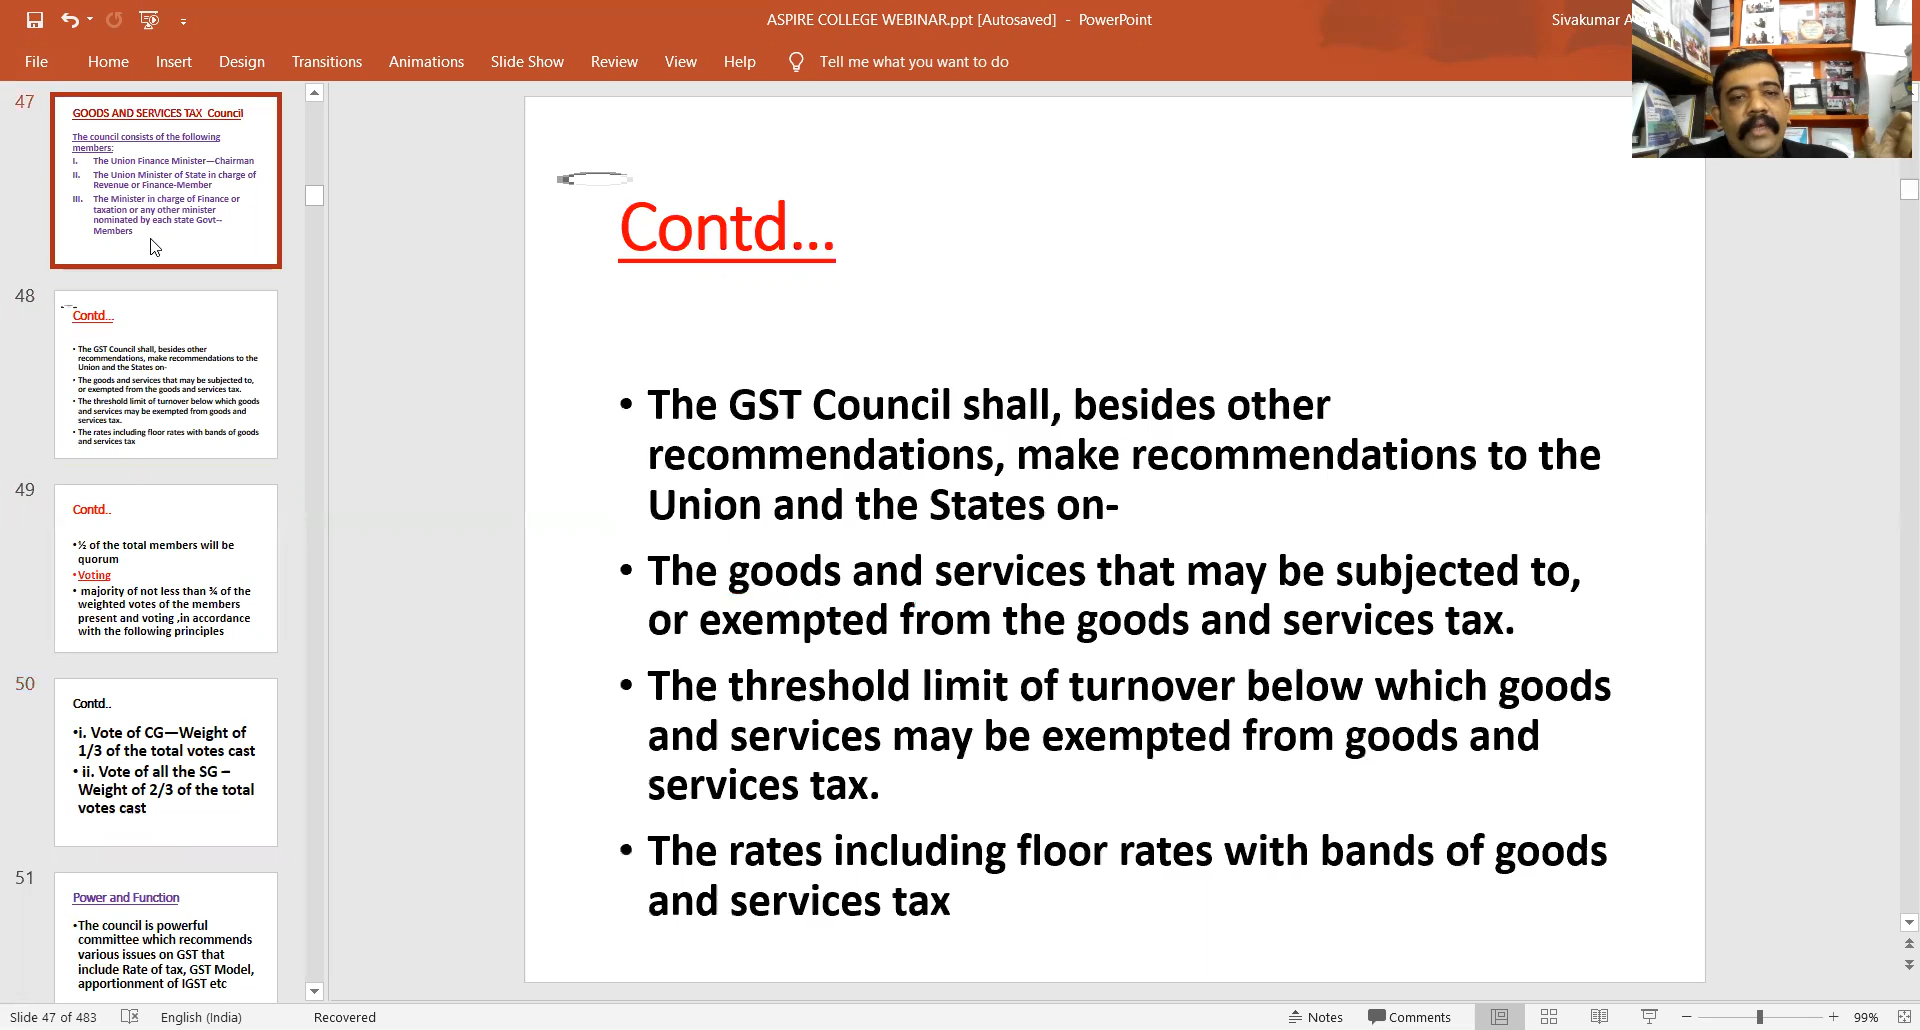 ASPIRE COLLEGE WEBINAR.ppt [Autosaved] - PowerPoint
Sivakumar A
File Home Insert Design Transitions Animations Slide Show Review View Help Tell me what you want to do
47
GOODS AND SERVICES TAX Council
The council consists of the following
members:
I. The Union Finance Minister—Chairman
II. The Union Minister of State in charge of
Revenue or Finance-Member
III. The Minister in charge of Finance or
taxation or any other minister
nominated by each state Govt--
Members
48
Contd...
• The GST Council shall, besides other
recommendations, make recommendations to the
Union and the States on-
• The goods and services that may be subjected to,
or exempted from the goods and services tax.
• The threshold limit of turnover below which goods
and services may be exempted from goods and
services tax.
• The rates including floor rates with bands of goods
and services tax
49
Contd..
•½ of the total members will be
quorum
•Voting
• majority of not less than ¾ of the
weighted votes of the members
present and voting ,in accordance
with the following principles
50
Contd..
•i. Vote of CG—Weight of
1/3 of the total votes cast
• ii. Vote of all the SG –
Weight of 2/3 of the total
votes cast
51
Power and Function
•The council is powerful
committee which recommends
various issues on GST that
include Rate of tax, GST Model,
apportionment of IGST etc
Contd...
• The GST Council shall, besides other
recommendations, make recommendations to the
Union and the States on-
• The goods and services that may be subjected to,
or exempted from the goods and services tax.
• The threshold limit of turnover below which goods
and services may be exempted from goods and
services tax.
• The rates including floor rates with bands of goods
and services tax
Slide 47 of 483 English (India) Recovered Notes Comments 99%